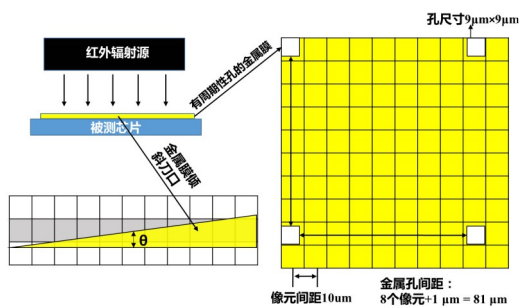 红外辐射源
被测芯片
有周期性孔的金属膜
金属膜倾
斜刀口
θ
孔尺寸9μm×9μm
像元间距10um
金属孔间距：
8个像元+1 μm = 81 μm